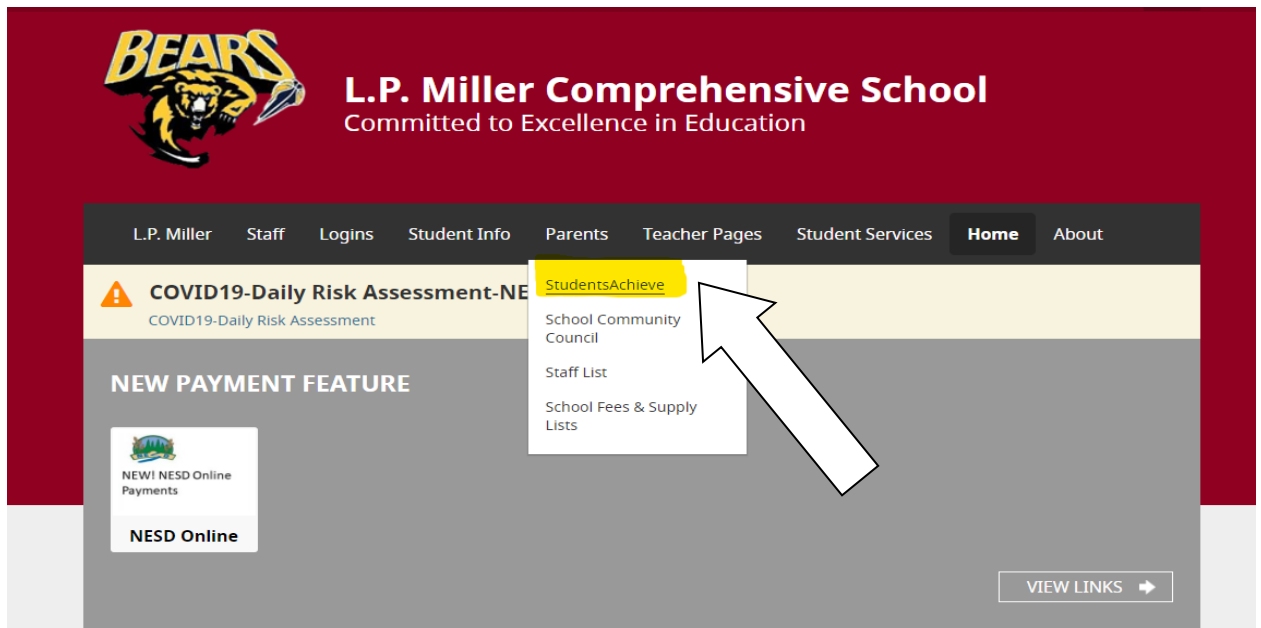 BEARS
L.P. Miller Comprehensive School
Committed to Excellence in Education
L.P. Miller Staff Logins Student Info Parents Teacher Pages Student Services Home About
COVID19-Daily Risk Assessment-NE
COVID19-Daily Risk Assessment
StudentsAchieve
School Community
Council
Staff List
School Fees & Supply
Lists
NEW PAYMENT FEATURE
NEW! NESD Online
Payments
NESD Online
VIEW LINKS